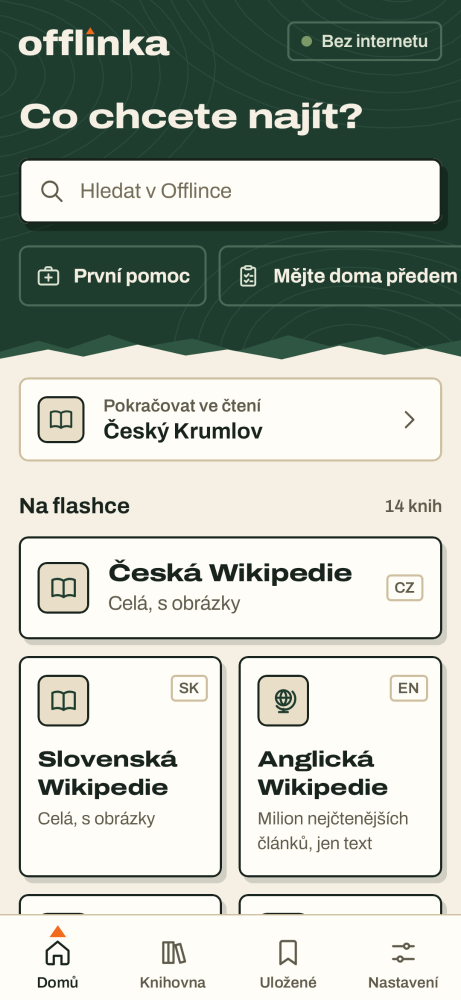 offlinka
Bez internetu
Co chcete najít?
Hledat v Offlince
První pomoc
Mějte doma předem
Pokračovat ve čtení
Český Krumlov
Na flashce
14 knih
Česká Wikipedie
Celá, s obrázky
CZ
SK
Slovenská
Wikipedie
Celá, s obrázky
EN
Anglická
Wikipedie
Milion nejčtenějších
článků, jen text
Domů
Knihovna
Uložené
Nastavení